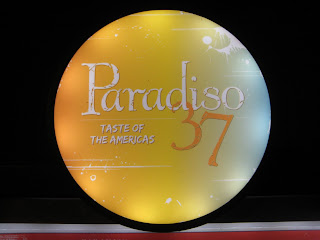 Paradiso
37
TASTE OF
THE AMERICAS